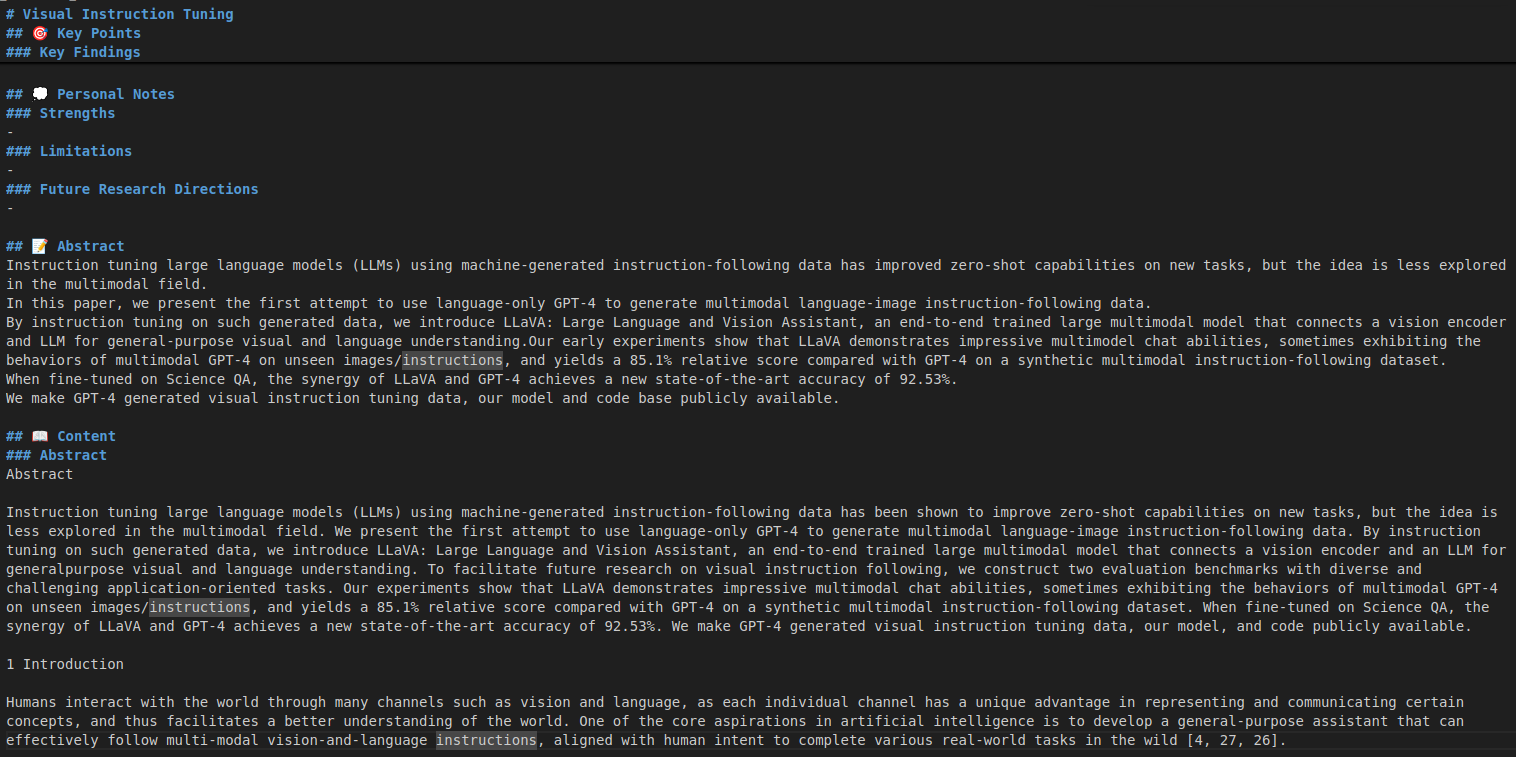 # Visual Instruction Tuning
## 🎯 Key Points
### Key Findings
## 💭 Personal Notes
### Strengths
-
### Limitations
-
### Future Research Directions
-
## 📝 Abstract
Instruction tuning large language models (LLMs) using machine-generated instruction-following data has improved zero-shot capabilities on new tasks, but the idea is less explored
in the multimodal field.
In this paper, we present the first attempt to use language-only GPT-4 to generate multimodal language-image instruction-following data.
By instruction tuning on such generated data, we introduce LLaVA: Large Language and Vision Assistant, an end-to-end trained large multimodal model that connects a vision encoder
and LLM for general-purpose visual and language understanding.Our early experiments show that LLaVA demonstrates impressive multimodel chat abilities, sometimes exhibiting the
behaviors of multimodal GPT-4 on unseen images/instructions, and yields a 85.1% relative score compared with GPT-4 on a synthetic multimodal instruction-following dataset.
When fine-tuned on Science QA, the synergy of LLaVA and GPT-4 achieves a new state-of-the-art accuracy of 92.53%.
We make GPT-4 generated visual instruction tuning data, our model and code base publicly available.
## 📖 Content
### Abstract
Abstract
Instruction tuning large language models (LLMs) using machine-generated instruction-following data has been shown to improve zero-shot capabilities on new tasks, but the idea is
less explored in the multimodal field. We present the first attempt to use language-only GPT-4 to generate multimodal language-image instruction-following data. By instruction
tuning on such generated data, we introduce LLaVA: Large Language and Vision Assistant, an end-to-end trained large multimodal model that connects a vision encoder and an LLM for
generalpurpose visual and language understanding. To facilitate future research on visual instruction following, we construct two evaluation benchmarks with diverse and
challenging application-oriented tasks. Our experiments show that LLaVA demonstrates impressive multimodal chat abilities, sometimes exhibiting the behaviors of multimodal GPT-4
on unseen images/instructions, and yields a 85.1% relative score compared with GPT-4 on a synthetic multimodal instruction-following dataset. When fine-tuned on Science QA, the
synergy of LLaVA and GPT-4 achieves a new state-of-the-art accuracy of 92.53%. We make GPT-4 generated visual instruction tuning data, our model, and code publicly available.
1 Introduction
Humans interact with the world through many channels such as vision and language, as each individual channel has a unique advantage in representing and communicating certain
concepts, and thus facilitates a better understanding of the world. One of the core aspirations in artificial intelligence is to develop a general-purpose assistant that can
effectively follow multi-modal vision-and-language instructions, aligned with human intent to complete various real-world tasks in the wild [4, 27, 26].